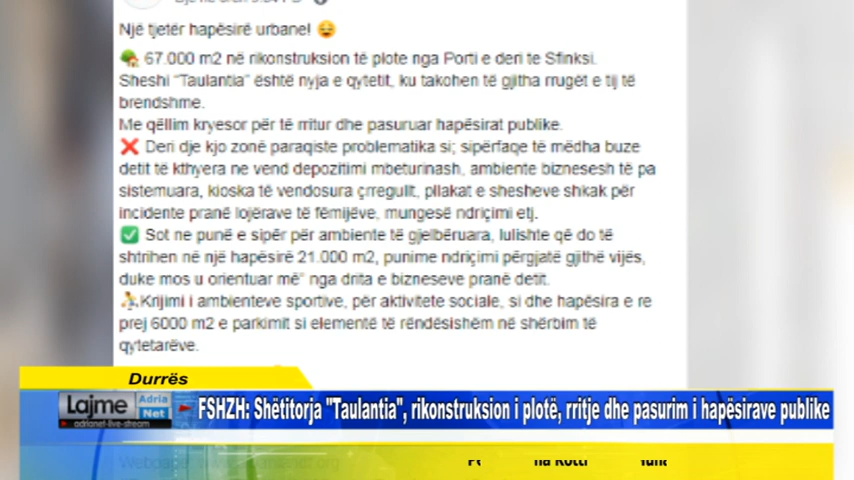 Një tjetër hapësirë urbane!
67.000 m2 në rikonstruksion të plote nga Porti e deri te Sfinksi.
Sheshi "Taulantia" është nyja e qytetit, ku takohen të gjitha rrugët e tij të
brendshme.
Me qëllim kryesor për të rritur dhe pasuruar hapësirat publike.
Deri dje kjo zonë paraqiste problematika si; sipërfaqe të mëdha buze
detit të kthyera ne vend depozitimi mbeturinash, ambiente biznesesh të pa
sistemuara, kioska të vendosura çrregullt, pllakat e shesheve shkak për
incidente pranë lojërave të fëmijëve, mungesë ndriçimi etj.
Sot ne punë e sipër për ambiente të gjelbëruara, lulishte që do të
shtrihen në një hapësirë 21.000 m2, punime ndriçimi përgjatë gjithë vijës,
duke mos u orientuar më" nga drita e bizneseve pranë detit.
Krijimi i ambienteve sportive, për aktivitete sociale, si dhe hapësira e re
prej 6000 m2 e parkimit si elementë të rëndësishëm në shërbim të
qytetarëve.
Durrës
Lajme Adria Net
adrianet-live-stream
FSHZH: Shëtitorja "Taulantia", rikonstruksion i plotë, rritje dhe pasurim i hapësirave publike